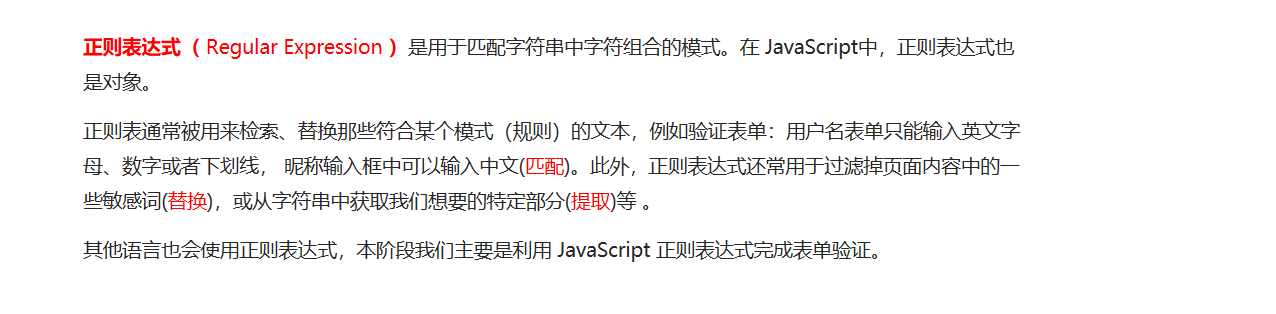 正则表达式（ Regular Expression ）是用于匹配字符串中字符组合的模式。在 JavaScript中，正则表达式也
是对象。
正则表通常被用来检索、替换那些符合某个模式（规则）的文本，例如验证表单：用户名表单只能输入英文字
母、数字或者下划线， 昵称输入框中可以输入中文(匹配)。此外，正则表达式还常用于过滤掉页面内容中的一
些敏感词(替换)，或从字符串中获取我们想要的特定部分(提取)等 。
其他语言也会使用正则表达式，本阶段我们主要是利用 JavaScript 正则表达式完成表单验证。